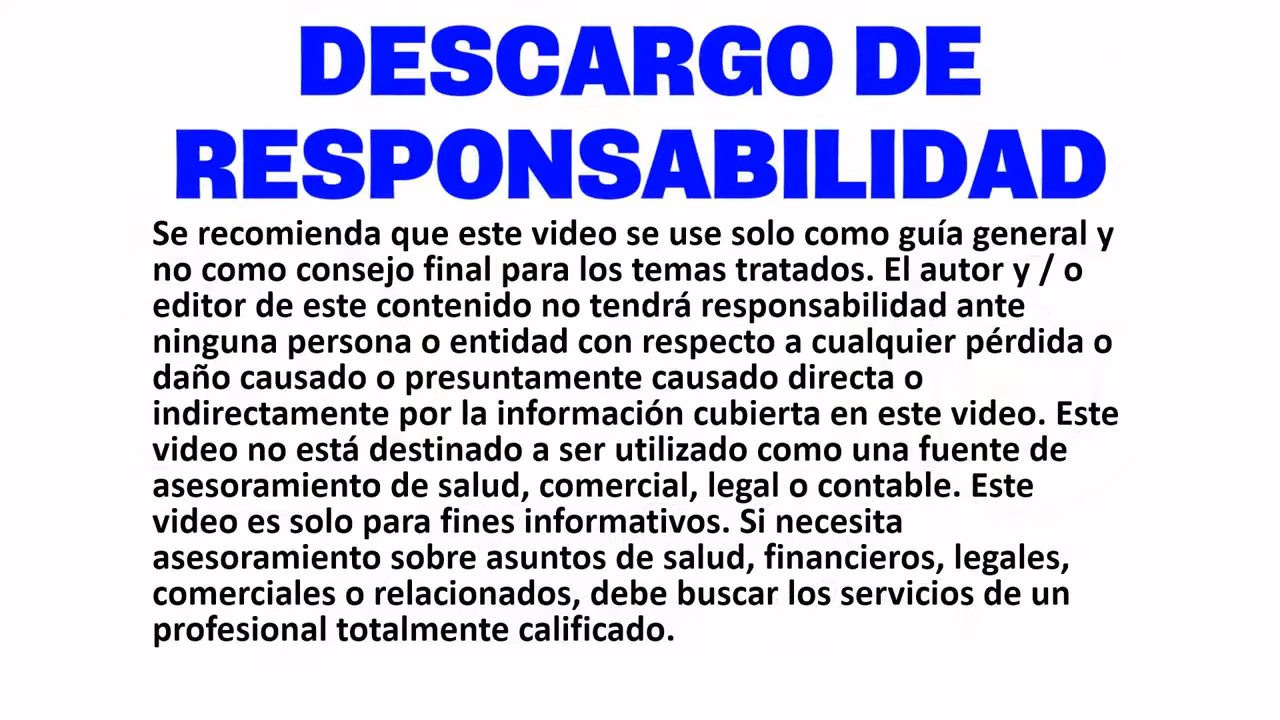 DESCARGO DE
RESPONSABILIDAD
Se recomienda que este video se use solo como guía general y
no como consejo final para los temas tratados. El autor y / o
editor de este contenido no tendrá responsabilidad ante
ninguna persona o entidad con respecto a cualquier pérdida o
daño causado o presuntamente causado directa o
indirectamente por la información cubierta en este video. Este
video no está destinado a ser utilizado como una fuente de
asesoramiento de salud, comercial, legal o contable. Este
video es solo para fines informativos. Si necesita
asesoramiento sobre asuntos de salud, financieros, legales,
comerciales o relacionados, debe buscar los servicios de un
profesional totalmente calificado.